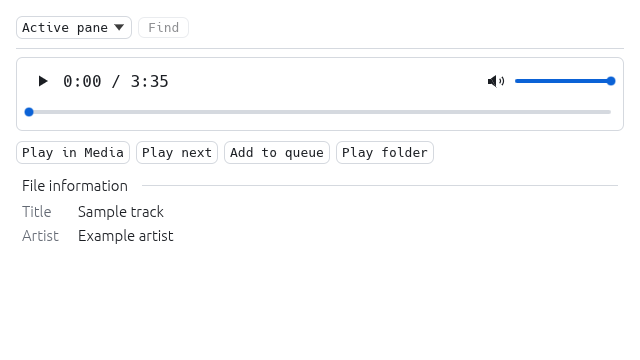 Active pane Find
0:00 / 3:35
Play in Media Play next Add to queue Play folder
File information
Title Sample track
Artist Example artist